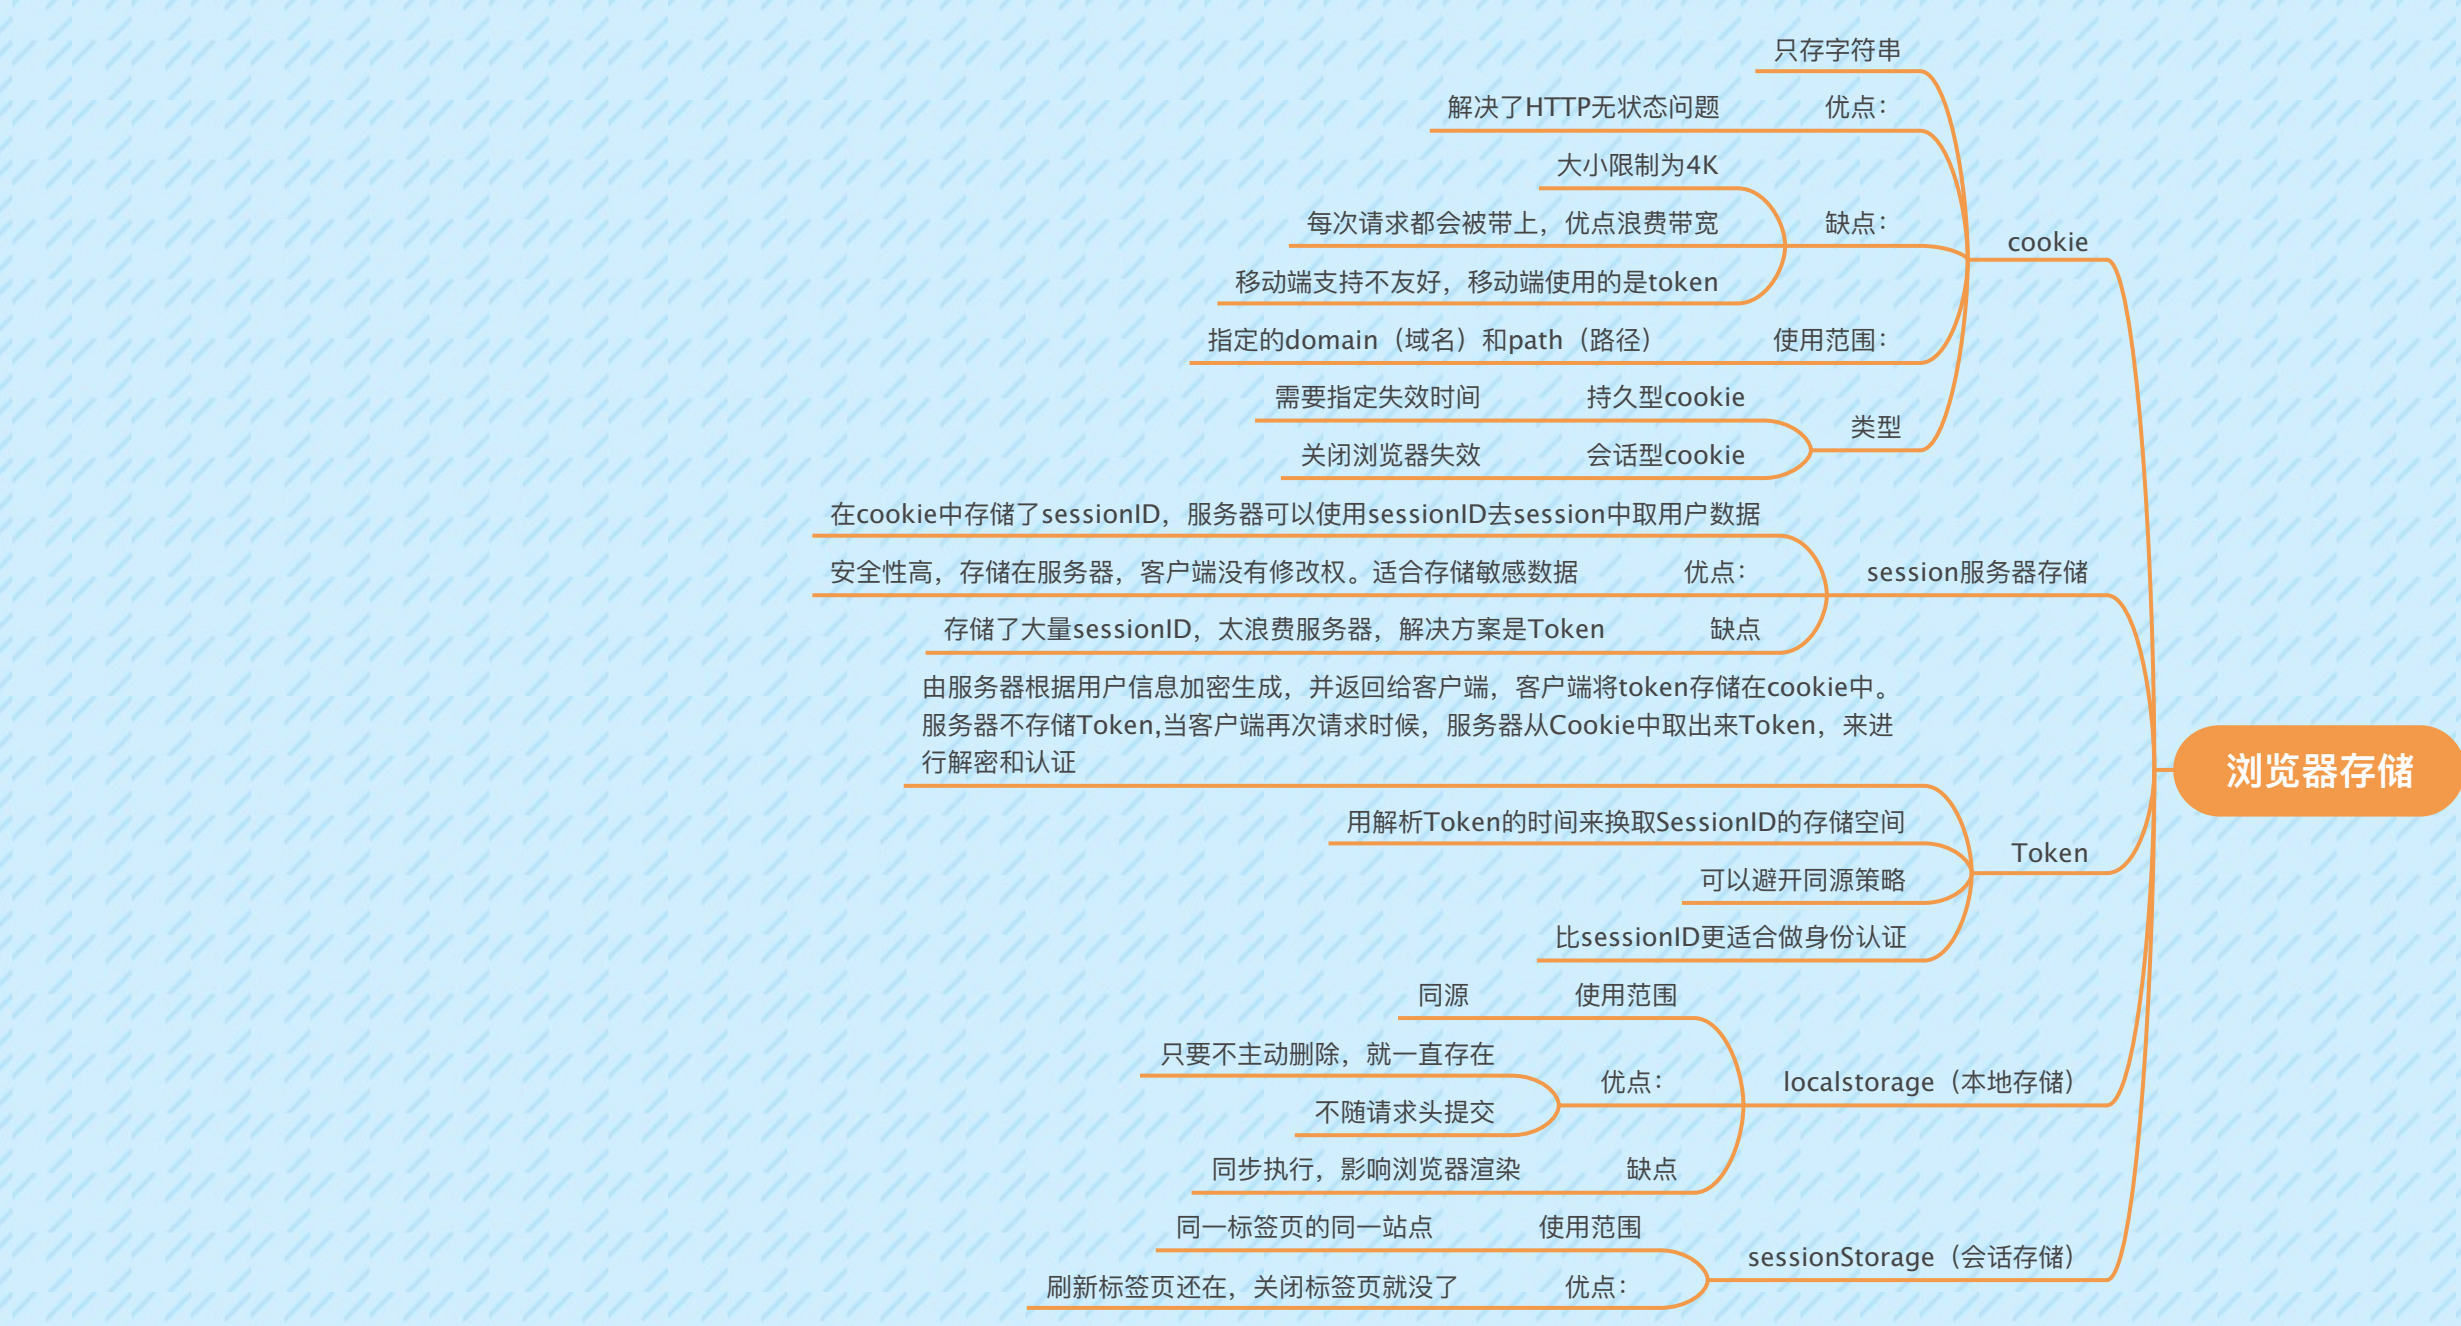 浏览器存储
cookie
只存字符串
优点：
解决了HTTP无状态问题
缺点：
大小限制为4K
每次请求都会被带上，优点浪费带宽
移动端支持不友好，移动端使用的是token
使用范围：
指定的domain（域名）和path（路径）
类型
持久型cookie
需要指定失效时间
会话型cookie
关闭浏览器失效
session服务器存储
在cookie中存储了sessionID，服务器可以使用sessionID去session中取用户数据
优点：
安全性高，存储在服务器，客户端没有修改权。适合存储敏感数据
缺点
存储了大量sessionID，太浪费服务器，解决方案是Token
Token
由服务器根据用户信息加密生成，并返回给客户端，客户端将token存储在cookie中。
服务器不存储Token,当客户端再次请求时候，服务器从Cookie中取出来Token，来进
行解密和认证
用解析Token的时间来换取SessionID的存储空间
可以避开同源策略
比sessionID更适合做身份认证
localstorage（本地存储）
使用范围
同源
优点：
只要不主动删除，就一直存在
不随请求头提交
缺点
同步执行，影响浏览器渲染
sessionStorage（会话存储）
使用范围
同一标签页的同一站点
优点：
刷新标签页还在，关闭标签页就没了